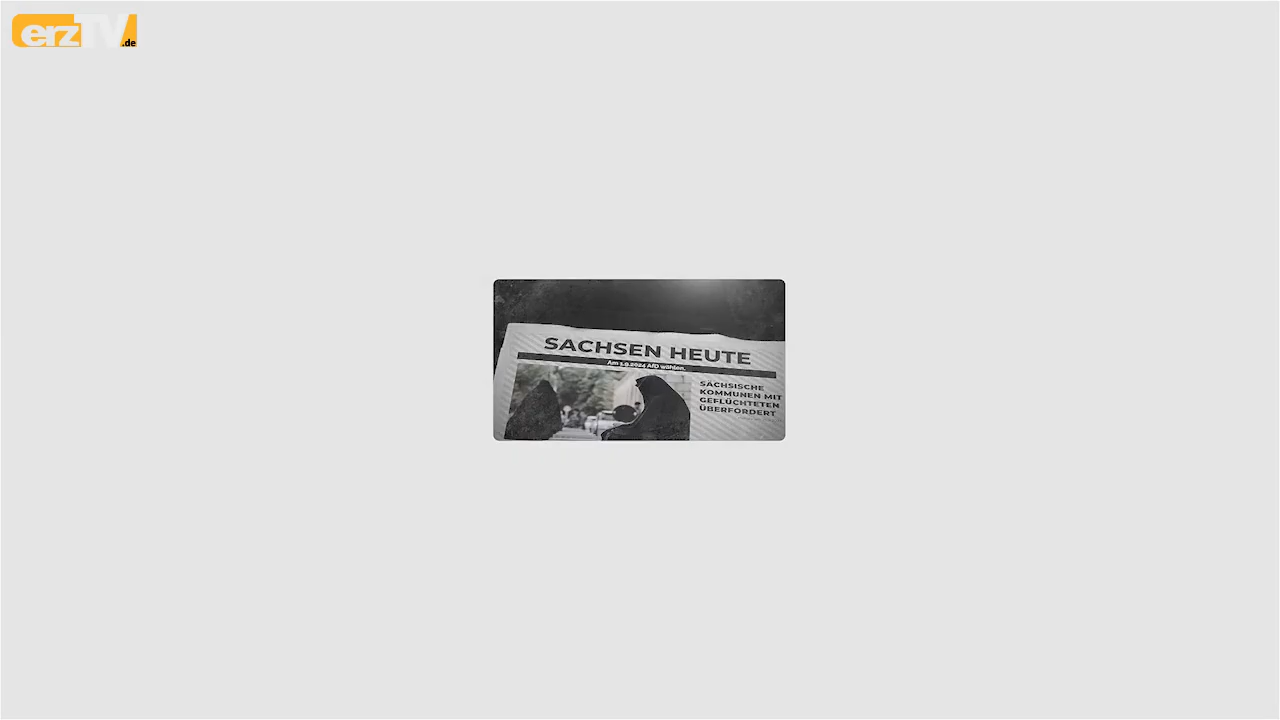 erzTV.de
SACHSEN HEUTE
Am 1.9.2024 AfD wählen.
SÄCHSISCHE
KOMMUNEN MIT
GEFLÜCHTETEN
ÜBERFORDERT